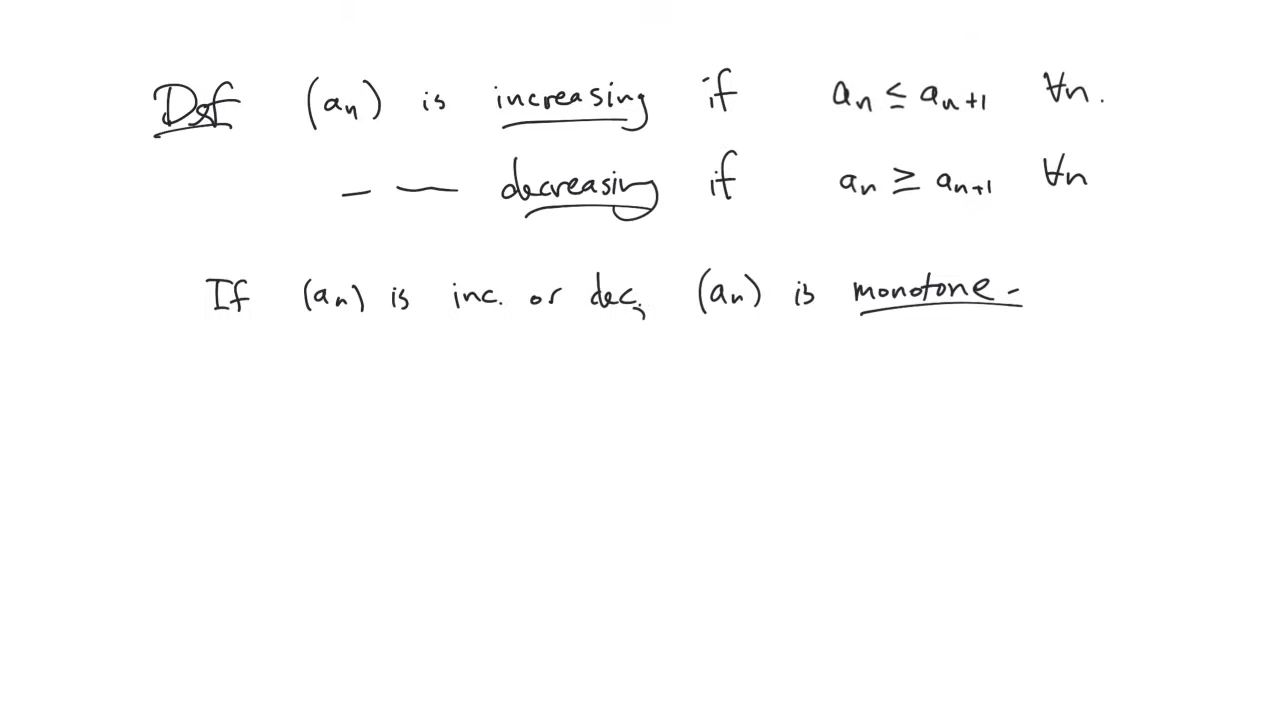 Def (aₙ) is increasing if aₙ ≤ aₙ₊₁ ∀n.
— — decreasing if aₙ ≥ aₙ₊₁ ∀n
If (aₙ) is inc. or dec., (aₙ) is monotone.